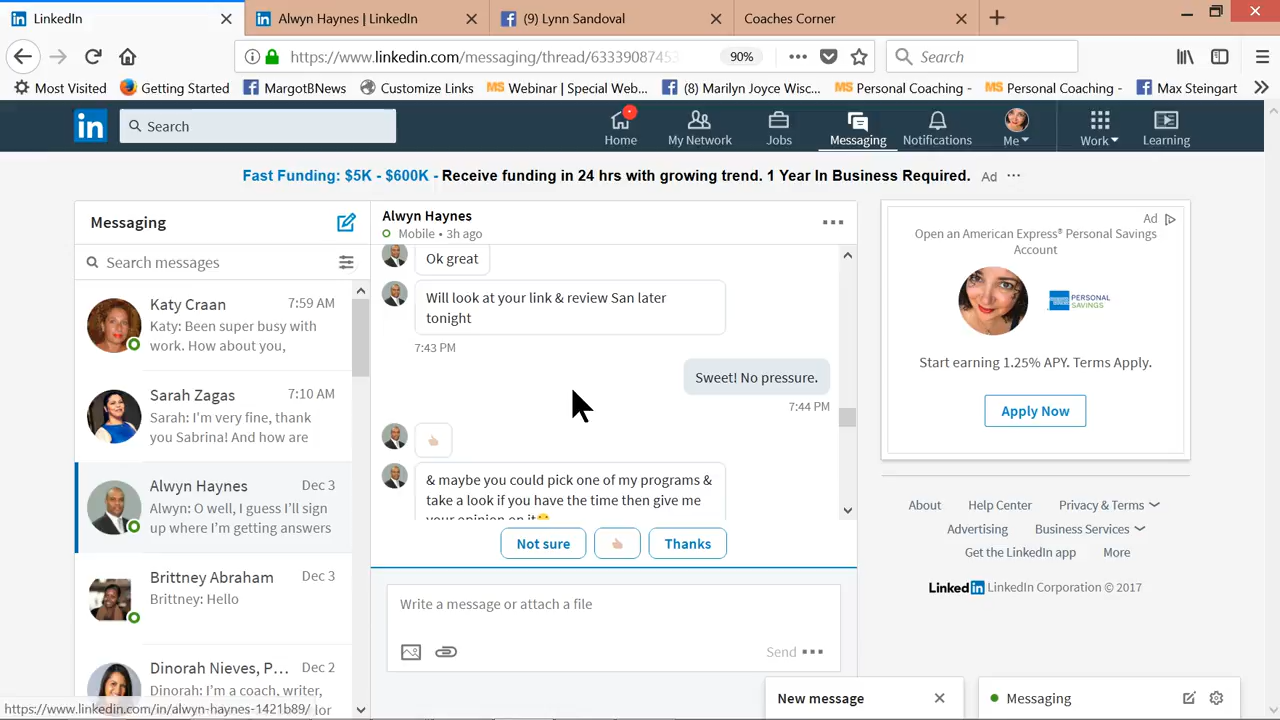 LinkedIn
Alwyn Haynes | LinkedIn
(9) Lynn Sandoval
Coaches Corner
https://www.linkedin.com/messaging/thread/63339087453
90%
Search
Most Visited
Getting Started
MargotBNews
Customize Links
Webinar | Special Web...
(8) Marilyn Joyce Wisc...
Personal Coaching -
Personal Coaching -
Max Steingart
in
Search
Home
My Network
Jobs
Messaging
Notifications
Me
Work
Learning
Fast Funding: $5K - $600K - Receive funding in 24 hrs with growing trend. 1 Year In Business Required. Ad ···
Messaging
Search messages
Katy Craan 7:59 AM
Katy: Been super busy with
work. How about you,
Sarah Zagas 7:10 AM
Sarah: I'm very fine, thank
you Sabrina! And how are
Alwyn Haynes Dec 3
Alwyn: O well, I guess I'll sign
up where I'm getting answers
Brittney Abraham Dec 3
Brittney: Hello
Dinorah Nieves, P... Dec 2
Dinorah: I'm a coach, writer,
https://www.linkedin.com/in/alwyn-haynes-1421b89/
for
Alwyn Haynes
Mobile • 3h ago
Ok great
Will look at your link & review San later
tonight
7:43 PM
Sweet! No pressure.
7:44 PM
& maybe you could pick one of my programs &
take a look if you have the time then give me
your opinion on it
Not sure
Thanks
Write a message or attach a file
Send
New message
Messaging
Ad
Open an American Express® Personal Savings
Account
AMERICAN EXPRESS
PERSONAL
SAVINGS
Start earning 1.25% APY. Terms Apply.
Apply Now
About
Help Center
Privacy & Terms
Advertising
Business Services
Get the LinkedIn app
More
LinkedIn LinkedIn Corporation © 2017